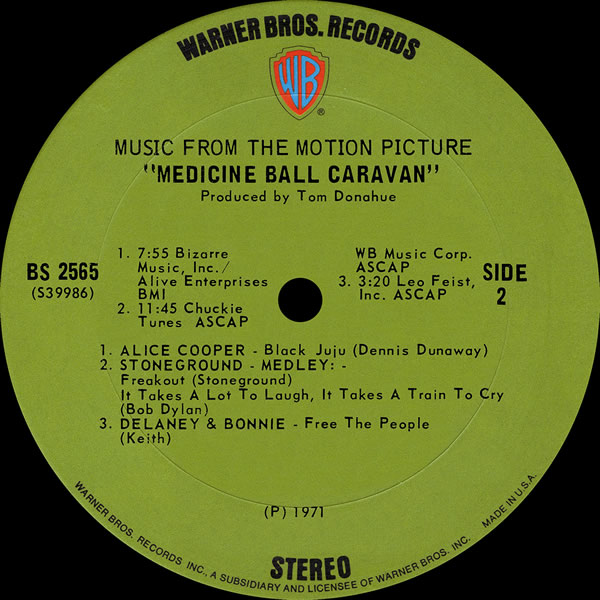 WARNER BROS. RECORDS
WB
®
MUSIC FROM THE MOTION PICTURE
"MEDICINE BALL CARAVAN"
Produced by Tom Donahue
BS 2565
(S39986)
1. 7:55 Bizarre
Music, Inc./
Alive Enterprises
BMI
2. 11:45 Chuckie
Tunes ASCAP
WB Music Corp.
ASCAP
3. 3:20 Leo Feist,
Inc. ASCAP
SIDE
2
1. ALICE COOPER - Black Juju (Dennis Dunaway)
2. STONEGROUND - MEDLEY: -
Freakout (Stoneground)
It Takes A Lot To Laugh, It Takes A Train To Cry
(Bob Dylan)
3. DELANEY & BONNIE - Free The People
(Keith)
(P) 1971
STEREO
WARNER BROS. RECORDS INC., A SUBSIDIARY AND LICENSEE OF WARNER BROS. INC. MADE IN U.S.A.